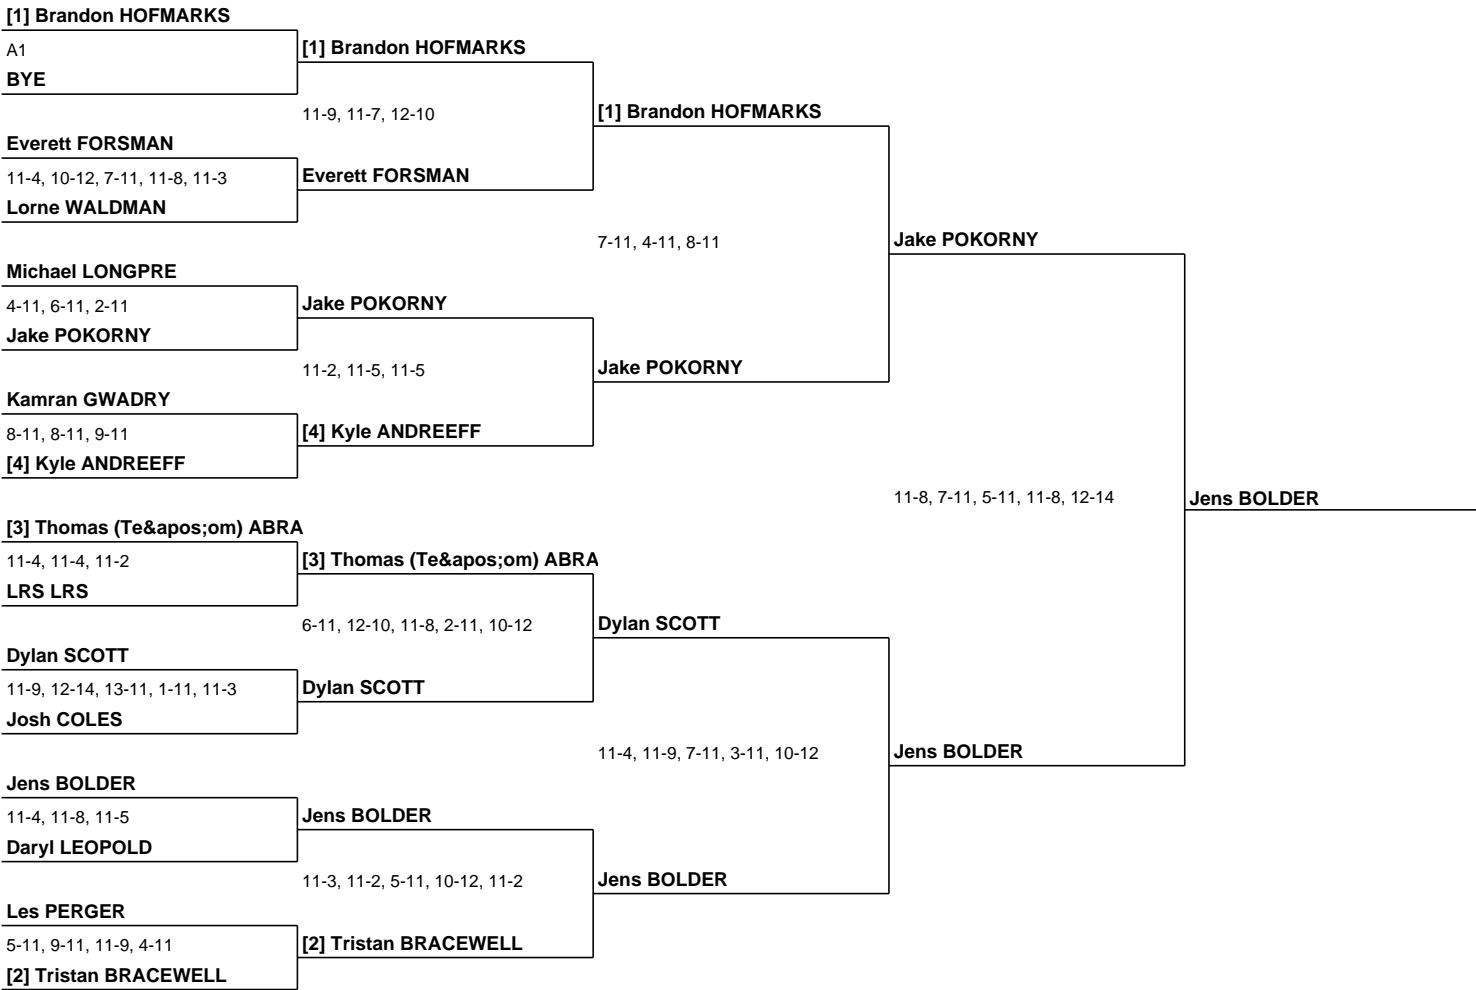 [1] Brandon HOFMARKS
A1
BYE
[1] Brandon HOFMARKS
11-9, 11-7, 12-10
[1] Brandon HOFMARKS
Everett FORSMAN
11-4, 10-12, 7-11, 11-8, 11-3
Lorne WALDMAN
Everett FORSMAN
7-11, 4-11, 8-11
Jake POKORNY
Michael LONGPRE
4-11, 6-11, 2-11
Jake POKORNY
Jake POKORNY
11-2, 11-5, 11-5
Jake POKORNY
Kamran GWADRY
8-11, 8-11, 9-11
[4] Kyle ANDREEFF
[4] Kyle ANDREEFF
11-8, 7-11, 5-11, 11-8, 12-14
Jens BOLDER
[3] Thomas (Te&apos;om) ABRA
11-4, 11-4, 11-2
LRS LRS
[3] Thomas (Te&apos;om) ABRA
6-11, 12-10, 11-8, 2-11, 10-12
Dylan SCOTT
Dylan SCOTT
11-9, 12-14, 13-11, 1-11, 11-3
Josh COLES
Dylan SCOTT
11-4, 11-9, 7-11, 3-11, 10-12
Jens BOLDER
Jens BOLDER
11-4, 11-8, 11-5
Daryl LEOPOLD
Jens BOLDER
11-3, 11-2, 5-11, 10-12, 11-2
Jens BOLDER
Les PERGER
5-11, 9-11, 11-9, 4-11
[2] Tristan BRACEWELL
[2] Tristan BRACEWELL